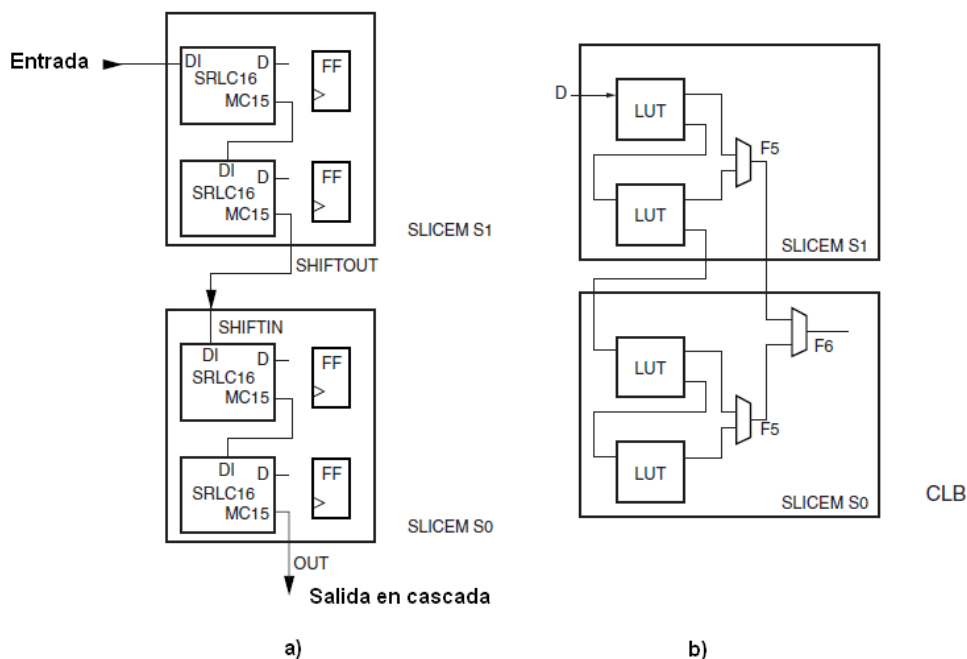 Entrada
DI D
SRLC16
MC15
FF
DI D
SRLC16
MC15
FF
SLICEM S1
SHIFTOUT
SHIFTIN
DI D
SRLC16
MC15
FF
DI D
SRLC16
MC15
FF
SLICEM S0
OUT
Salida en cascada
a)
D
LUT
F5
LUT
SLICEM S1
LUT
F6
F5
LUT
SLICEM S0
CLB
b)